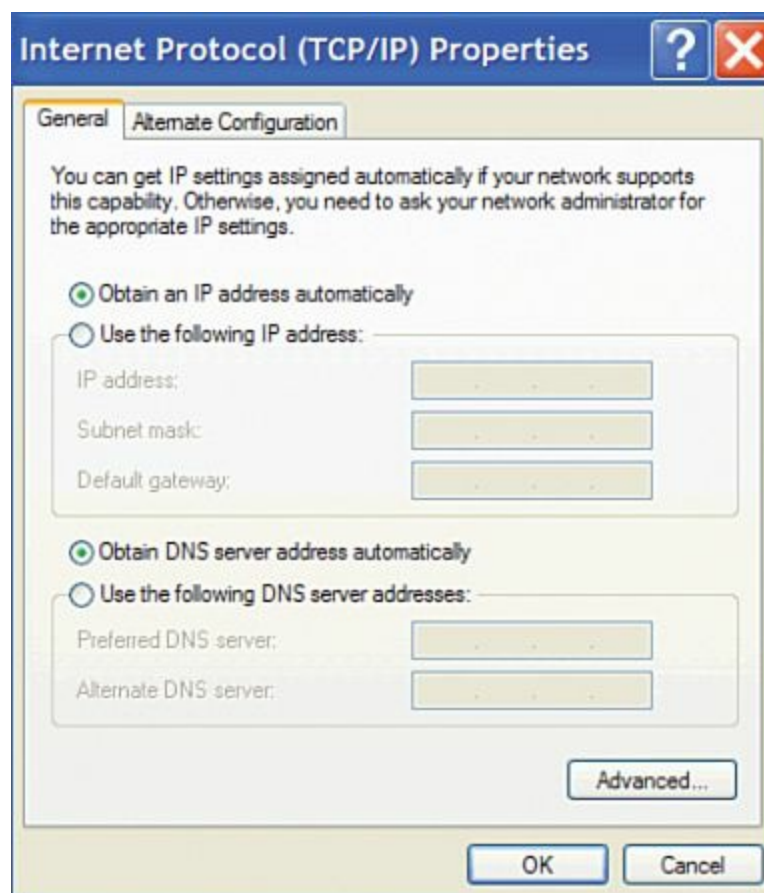 Internet Protocol (TCP/IP) Properties
General
Alternate Configuration
You can get IP settings assigned automatically if your network supports
this capability. Otherwise, you need to ask your network administrator for
the appropriate IP settings.
Obtain an IP address automatically
Use the following IP address:
IP address:
Subnet mask:
Default gateway:
Obtain DNS server address automatically
Use the following DNS server addresses:
Preferred DNS server:
Alternate DNS server:
Advanced...
OK
Cancel